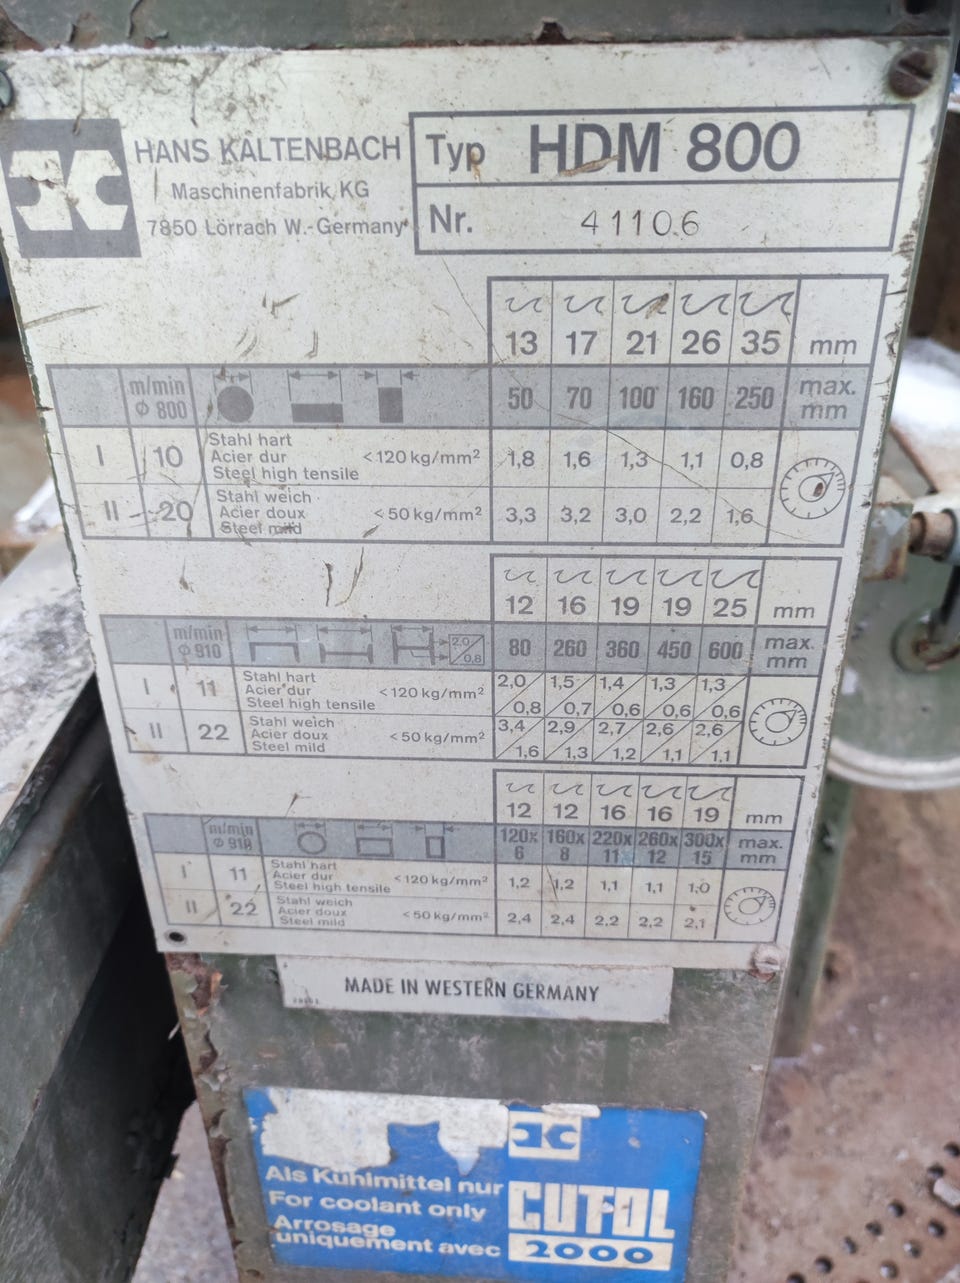 HANS KALTENBACH
Maschinenfabrik KG
7850 Lörrach W.-Germany
Typ HDM 800
Nr. 41106
13 17 21 26 35 mm
m/min ϕ 800 50 70 100 160 250 max. mm
I 10 Stahl hart Acier dur Steel high tensile <120 kg/mm² 1,8 1,6 1,3 1,1 0,8
II 20 Stahl weich Acier doux Steel mild <50 kg/mm² 3,3 3,2 3,0 2,2 1,6
12 16 19 19 25 mm
m/min ϕ 910 2,0/0,8 80 260 360 450 600 max. mm
I 11 Stahl hart Acier dur Steel high tensile <120 kg/mm² 2,0/0,8 1,5/0,7 1,4/0,6 1,3/0,6 1,3/0,6
II 22 Stahl weich Acier doux Steel mild <50 kg/mm² 3,4/1,6 2,9/1,3 2,7/1,2 2,6/1,1 2,6/1,1
12 12 16 16 19 mm
m/min ϕ 910 120x6 160x8 220x11 260x12 300x15 max. mm
I 11 Stahl hart Acier dur Steel high tensile <120 kg/mm² 1,2 1,2 1,1 1,1 1,0
II 22 Stahl weich Acier doux Steel mild <50 kg/mm² 2,4 2,4 2,2 2,2 2,1
MADE IN WESTERN GERMANY
Als Kühlmittel nur
For coolant only
Arrosage
uniquement avec
CUTOL
2000